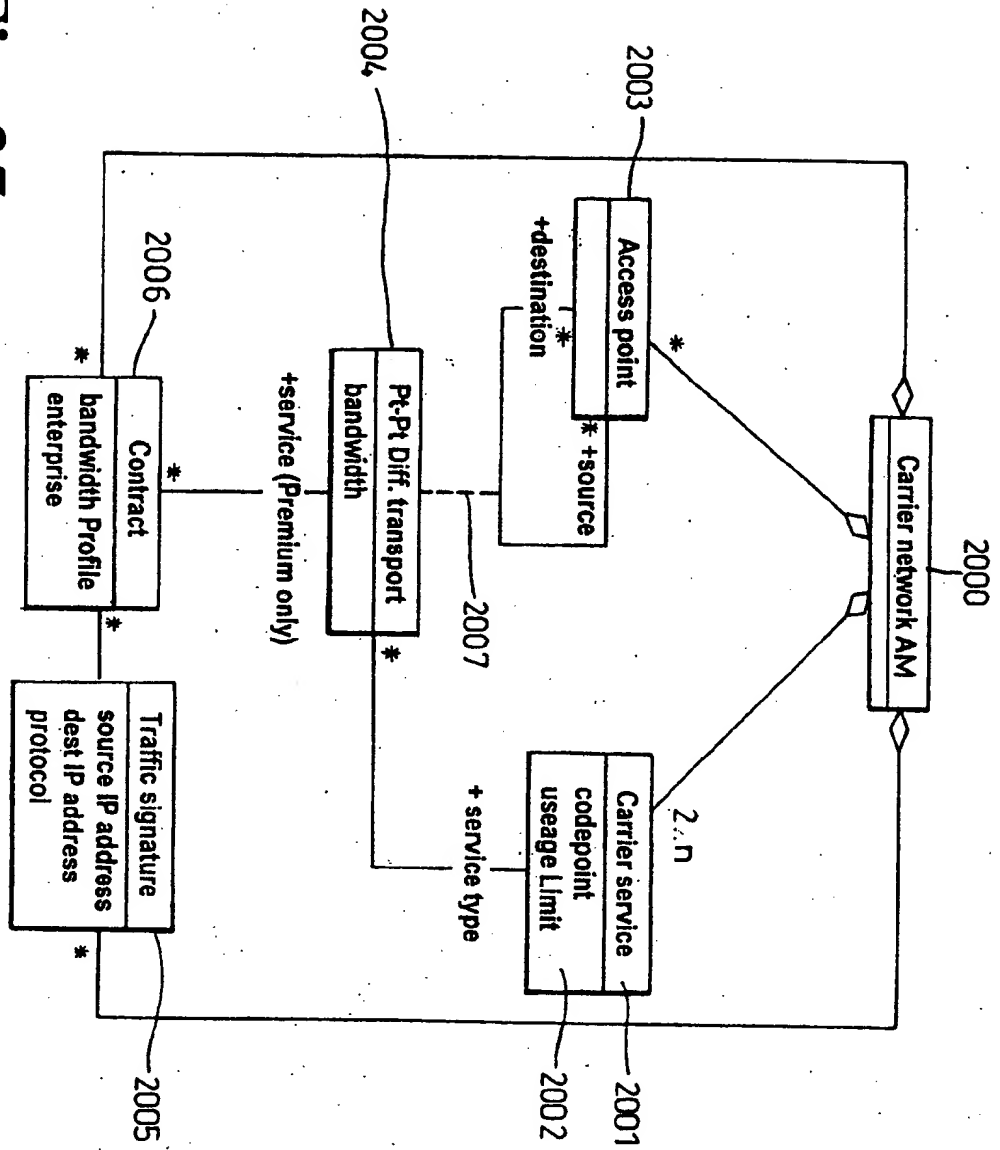 2000
Carrier network AM
2003
Access point
*
* +source
+destination
*
2..n
Carrier service
codepoint
useage Limit
2001
2002
2004
2007
Pt-Pt Diff. transport
bandwidth
*
+ service type
+service (Premium only)
2006
*
Contract
bandwidth Profile
enterprise
*
*
Traffic signature
source IP address
dest IP address
protocol
*
2005